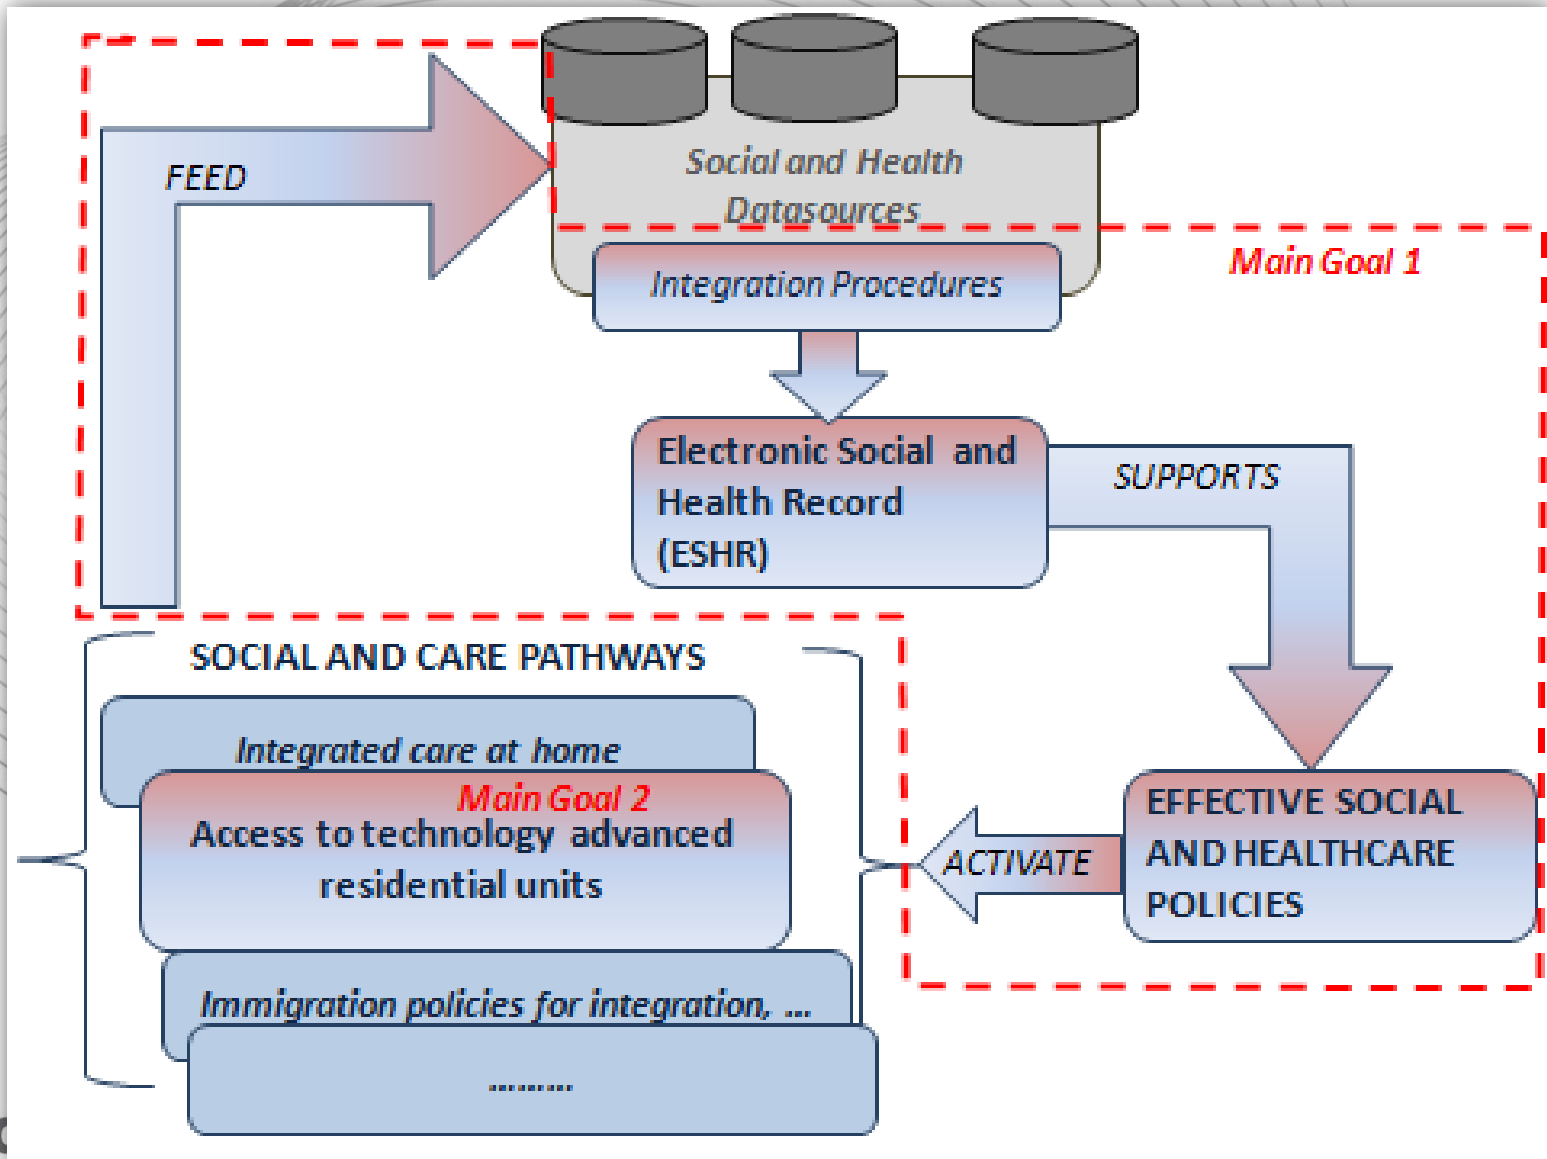 FEED
Social and Health
Datasources
Main Goal 1
Integration Procedures
Electronic Social and
Health Record
(ESHR)
SUPPORTS
SOCIAL AND CARE PATHWAYS
Integrated care at home
Main Goal 2
Access to technology advanced
residential units
EFFECTIVE SOCIAL
AND HEALTHCARE
POLICIES
ACTIVATE
Immigration policies for integration, ...
.........